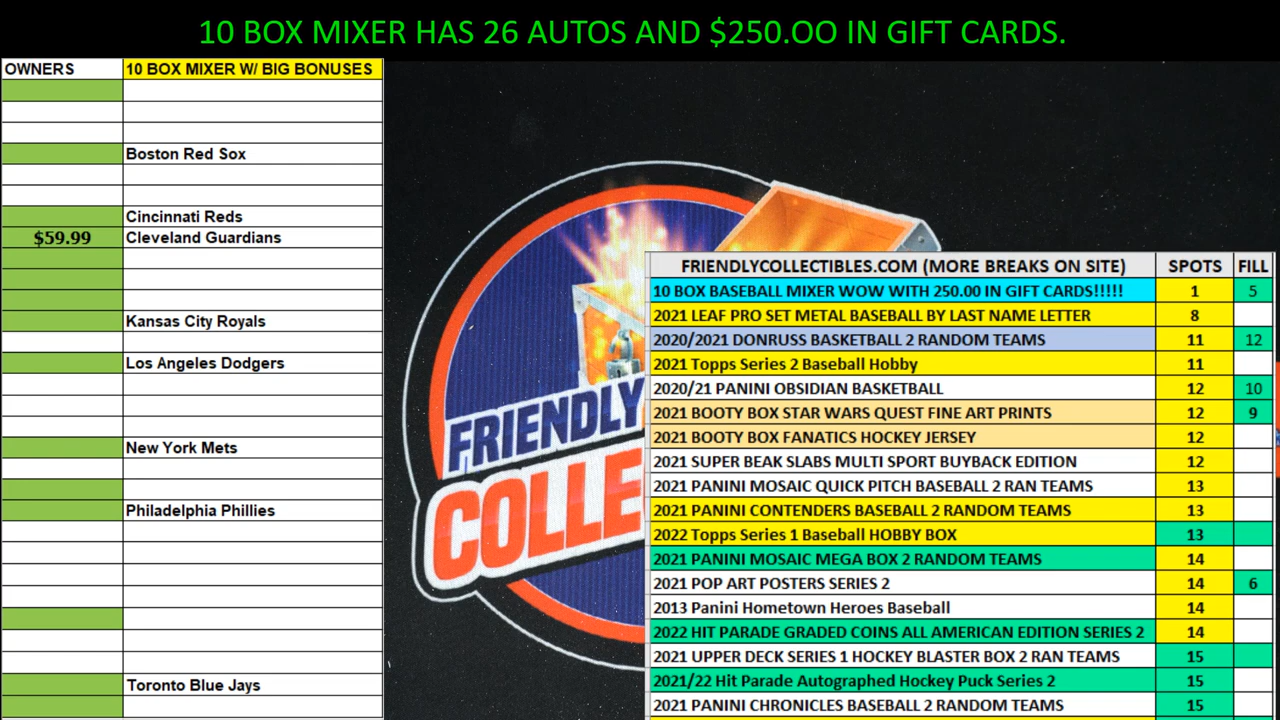 10 BOX MIXER HAS 26 AUTOS AND $250.OO IN GIFT CARDS.
OWNERS 10 BOX MIXER W/ BIG BONUSES
Boston Red Sox
Cincinnati Reds
$59.99 Cleveland Guardians
Kansas City Royals
Los Angeles Dodgers
New York Mets
Philadelphia Phillies
Toronto Blue Jays
FRIENDLY
COLLE
FRIENDLYCOLLECTIBLES.COM (MORE BREAKS ON SITE) SPOTS FILL
10 BOX BASEBALL MIXER WOW WITH 250.00 IN GIFT CARDS!!!!! 1 5
2021 LEAF PRO SET METAL BASEBALL BY LAST NAME LETTER 8
2020/2021 DONRUSS BASKETBALL 2 RANDOM TEAMS 11 12
2021 Topps Series 2 Baseball Hobby 11
2020/21 PANINI OBSIDIAN BASKETBALL 12 10
2021 BOOTY BOX STAR WARS QUEST FINE ART PRINTS 12 9
2021 BOOTY BOX FANATICS HOCKEY JERSEY 12
2021 SUPER BEAK SLABS MULTI SPORT BUYBACK EDITION 12
2021 PANINI MOSAIC QUICK PITCH BASEBALL 2 RAN TEAMS 13
2021 PANINI CONTENDERS BASEBALL 2 RANDOM TEAMS 13
2022 Topps Series 1 Baseball HOBBY BOX 13
2021 PANINI MOSAIC MEGA BOX 2 RANDOM TEAMS 14
2021 POP ART POSTERS SERIES 2 14 6
2013 Panini Hometown Heroes Baseball 14
2022 HIT PARADE GRADED COINS ALL AMERICAN EDITION SERIES 2 14
2021 UPPER DECK SERIES 1 HOCKEY BLASTER BOX 2 RAN TEAMS 15
2021/22 Hit Parade Autographed Hockey Puck Series 2 15
2021 PANINI CHRONICLES BASEBALL 2 RANDOM TEAMS 15